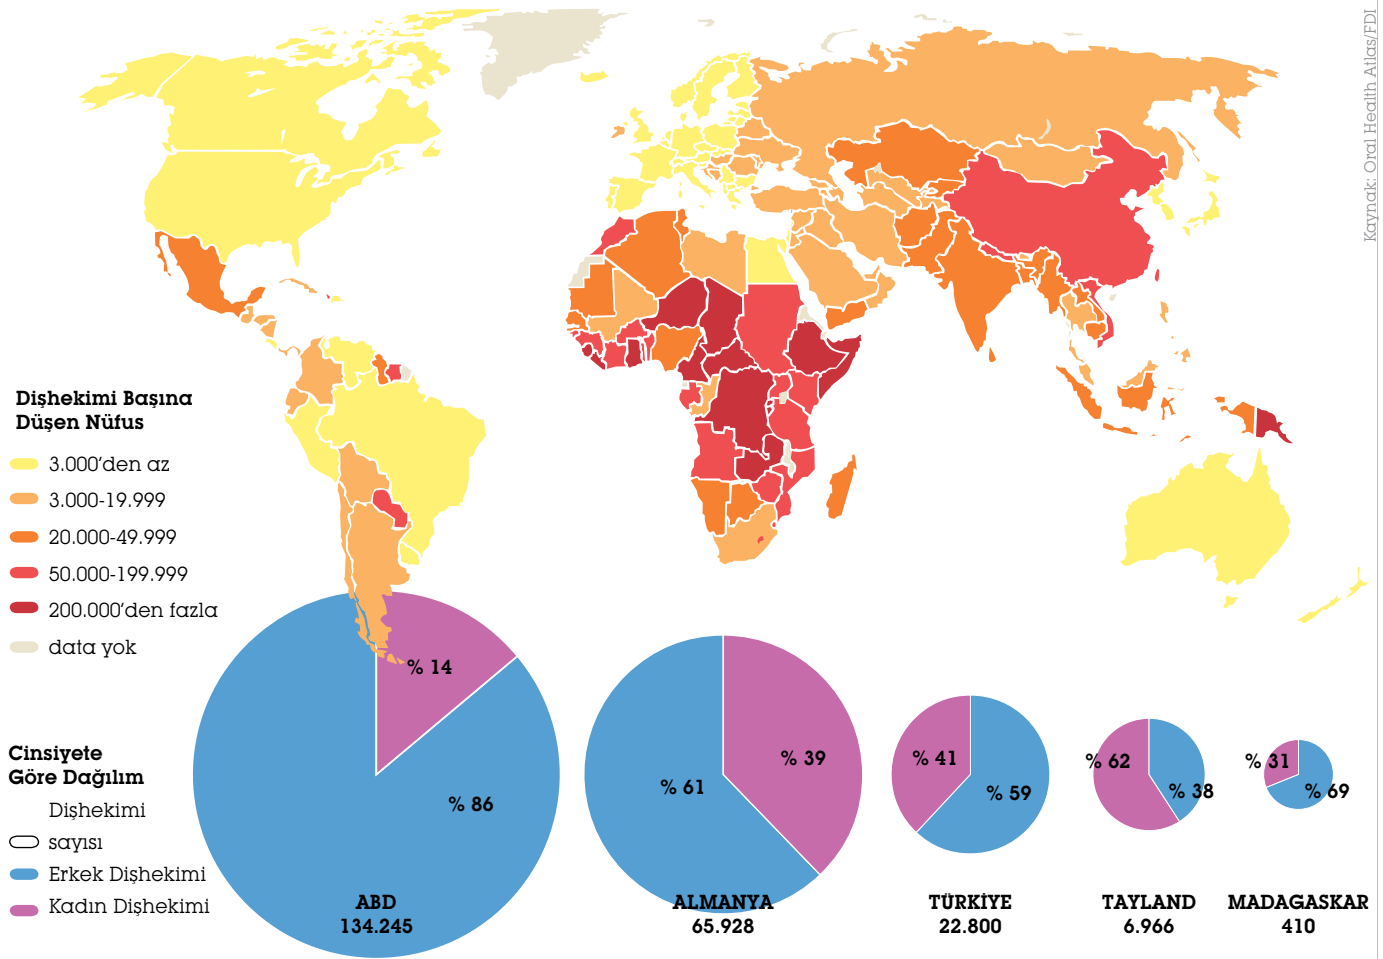 Kaynak: Oral Health Atlas/FDI
Dişhekimi Başına
Düşen Nüfus
3.000’den az
3.000-19.999
20.000-49.999
50.000-199.999
200.000’den fazla
data yok
Cinsiyete
Göre Dağılım
Dişhekimi
sayısı
Erkek Dişhekimi
Kadın Dişhekimi
% 14
% 86
ABD
134.245
% 39
% 61
ALMANYA
65.928
% 41
% 59
TÜRKİYE
22.800
% 62
% 38
TAYLAND
6.966
% 31
% 69
MADAGASKAR
410